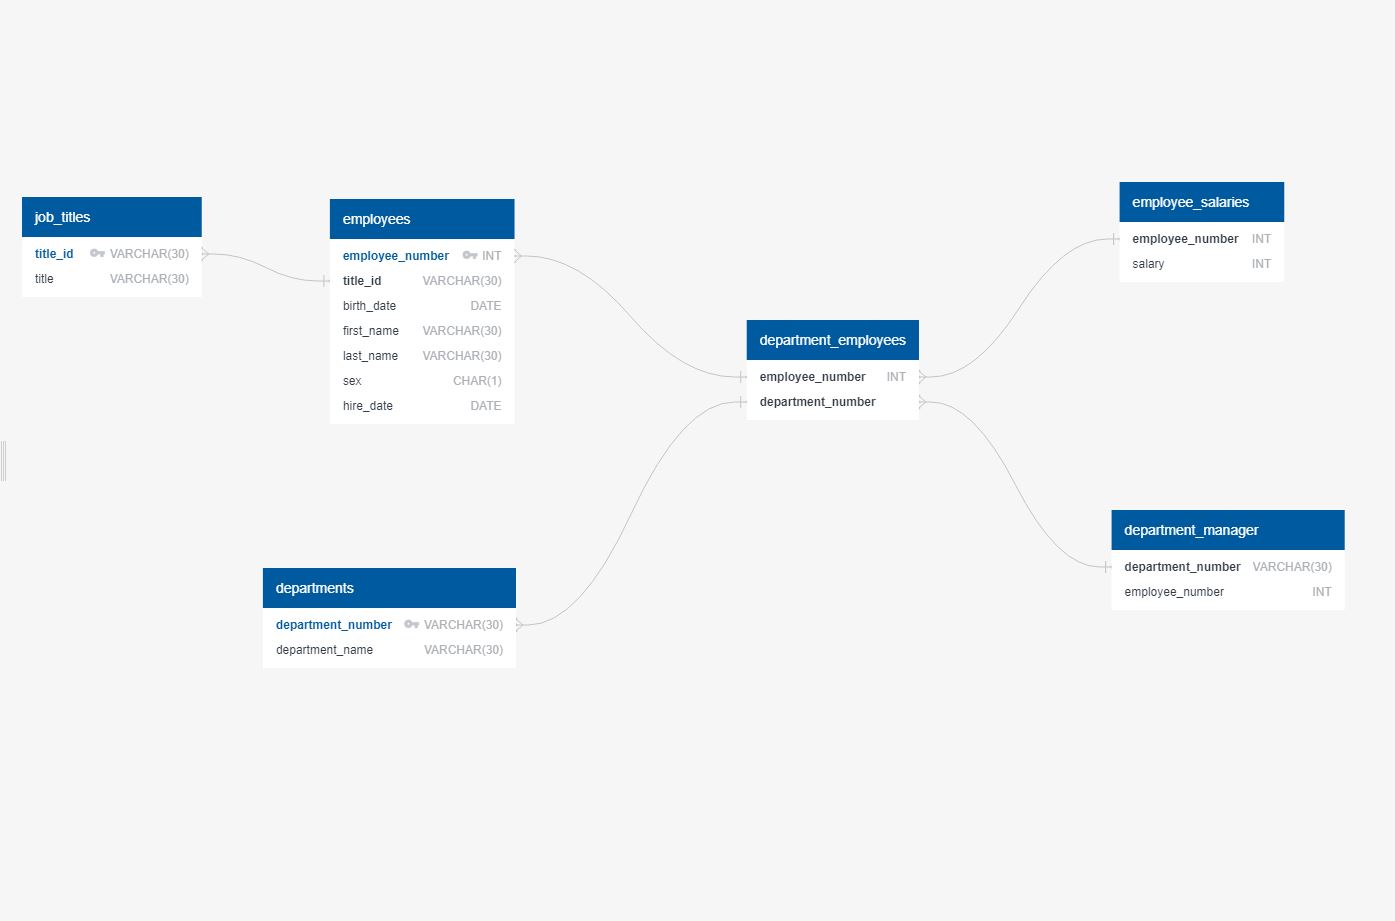 job_titles
title_id VARCHAR(30)
title VARCHAR(30)
employees
employee_number INT
title_id VARCHAR(30)
birth_date DATE
first_name VARCHAR(30)
last_name VARCHAR(30)
sex CHAR(1)
hire_date DATE
departments
department_number VARCHAR(30)
department_name VARCHAR(30)
department_employees
employee_number INT
department_number
employee_salaries
employee_number INT
salary INT
department_manager
department_number VARCHAR(30)
employee_number INT